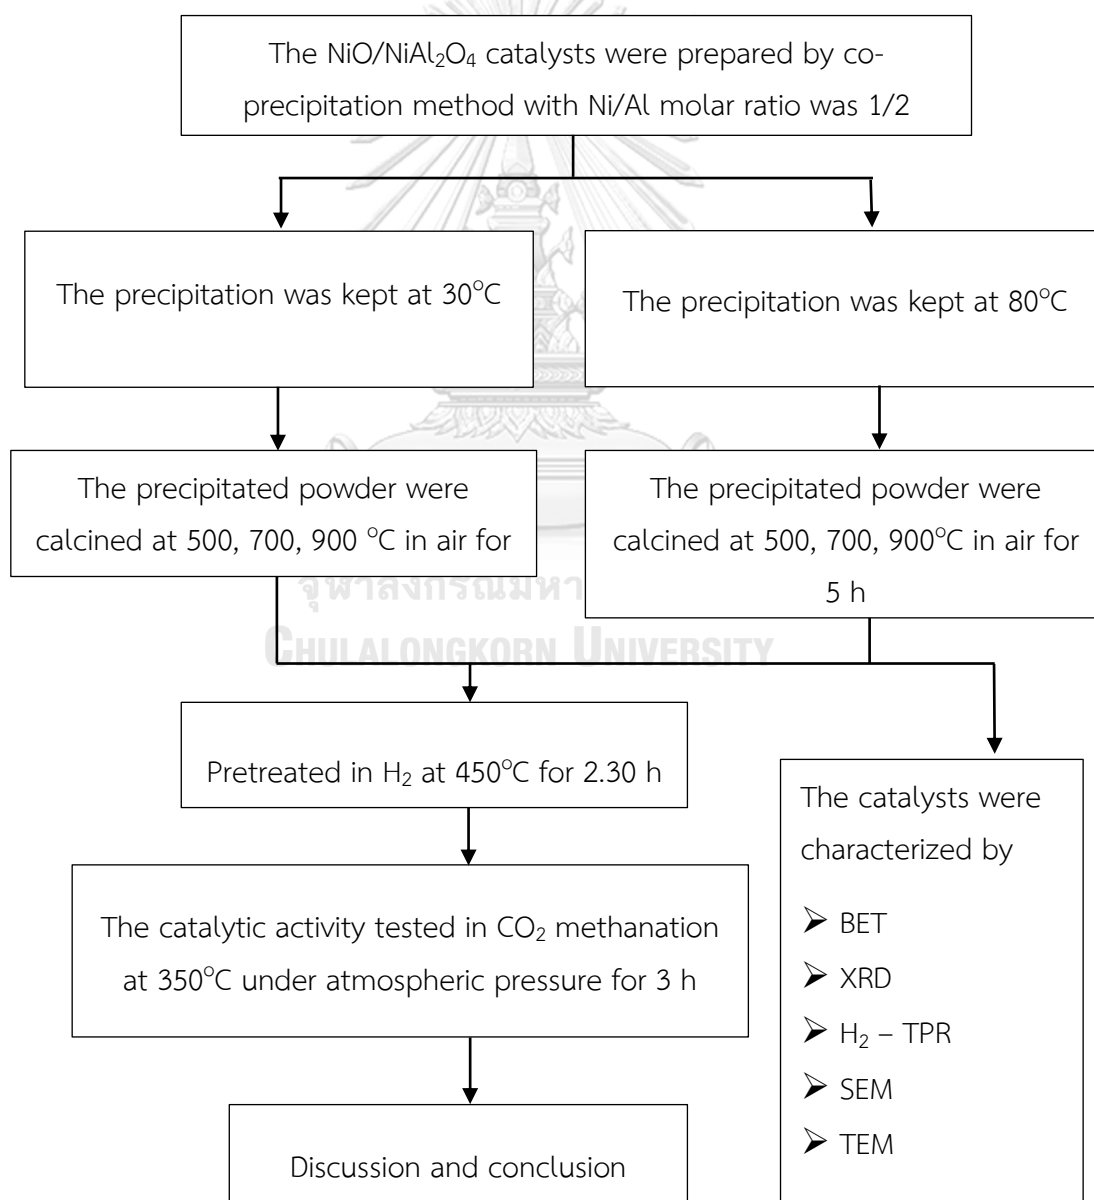 The NiO/NiAl₂O₄ catalysts were prepared by co-
precipitation method with Ni/Al molar ratio was 1/2
The precipitation was kept at 30°C
The precipitation was kept at 80°C
The precipitated powder were
calcined at 500, 700, 900 °C in air for
The precipitated powder were
calcined at 500, 700, 900°C in air for
5 h
จุฬาลงกรณ์มหา
CHULALONGKORN UNIVERSITY
Pretreated in H₂ at 450°C for 2.30 h
The catalytic activity tested in CO₂ methanation
at 350°C under atmospheric pressure for 3 h
Discussion and conclusion
The catalysts were
characterized by
➢ BET
➢ XRD
➢ H₂ – TPR
➢ SEM
➢ TEM